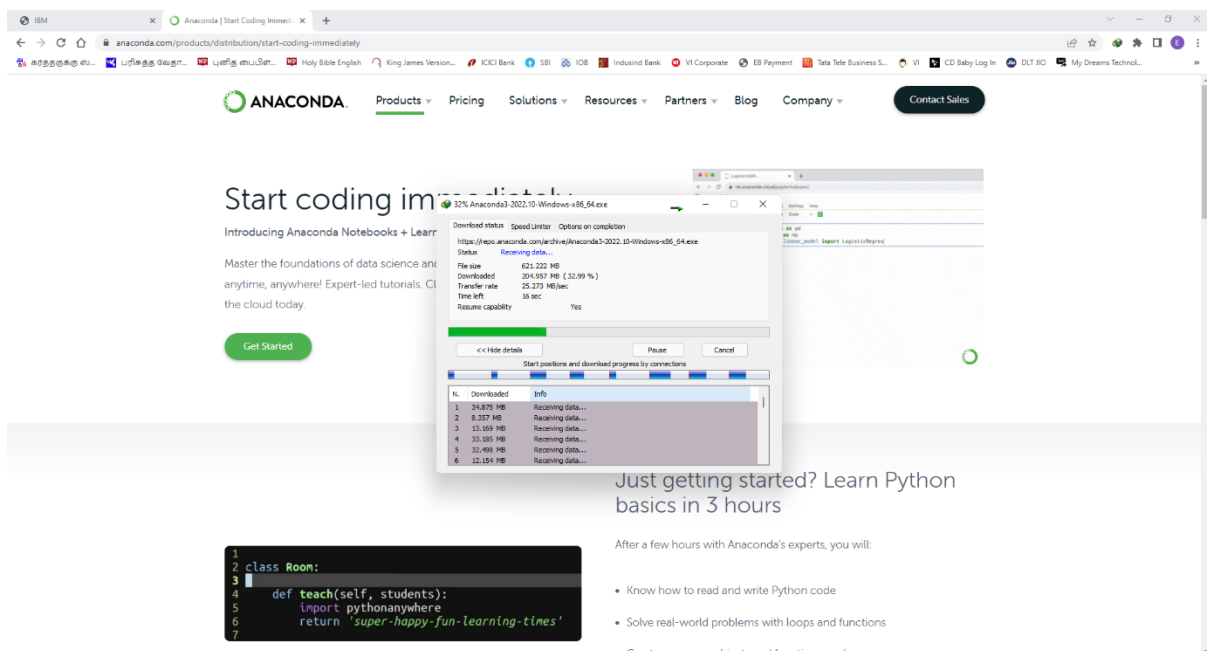 IBM
Anaconda | Start Coding Immedi
anaconda.com/products/distribution/start-coding-immediately
கர்த்தருக்கு ஸ்... பரிசுத்த வேதா... புனித பைபிள்... Holy Bible English King James Version... ICICI Bank SBI IOB Indusind Bank VI Corporate EB Payment Tata Tele Business S... VI CD Baby Log In DLT JIO My Dreams Technol...
ANACONDA. Products Pricing Solutions Resources Partners Blog Company Contact Sales
Start coding imm
Introducing Anaconda Notebooks + Learn
Master the foundations of data science and
anytime, anywhere! Expert-led tutorials. Cl
the cloud today.
Get Started
32% Anaconda3-2022.10-Windows-x86_64.exe
Download status Speed Limiter Options on completion
https://repo.anaconda.com/archive/Anaconda3-2022.10-Windows-x86_64.exe
Status Receiving data...
File size 621.222 MB
Downloaded 204.957 MB ( 32.99 % )
Transfer rate 25.273 MB/sec
Time left 16 sec
Resume capability Yes
<< Hide details Pause Cancel
Start positions and download progress by connections
N. Downloaded Info
1 34.875 MB Receiving data...
2 8.357 MB Receiving data...
3 13.169 MB Receiving data...
4 33.185 MB Receiving data...
5 32.498 MB Receiving data...
6 12.154 MB Receiving data...
Just getting started? Learn Python
basics in 3 hours
After a few hours with Anaconda's experts, you will:
• Know how to read and write Python code
• Solve real-world problems with loops and functions
1
2 class Room:
3
4 def teach(self, students):
5 import pythonanywhere
6 return 'super-happy-fun-learning-times'
7